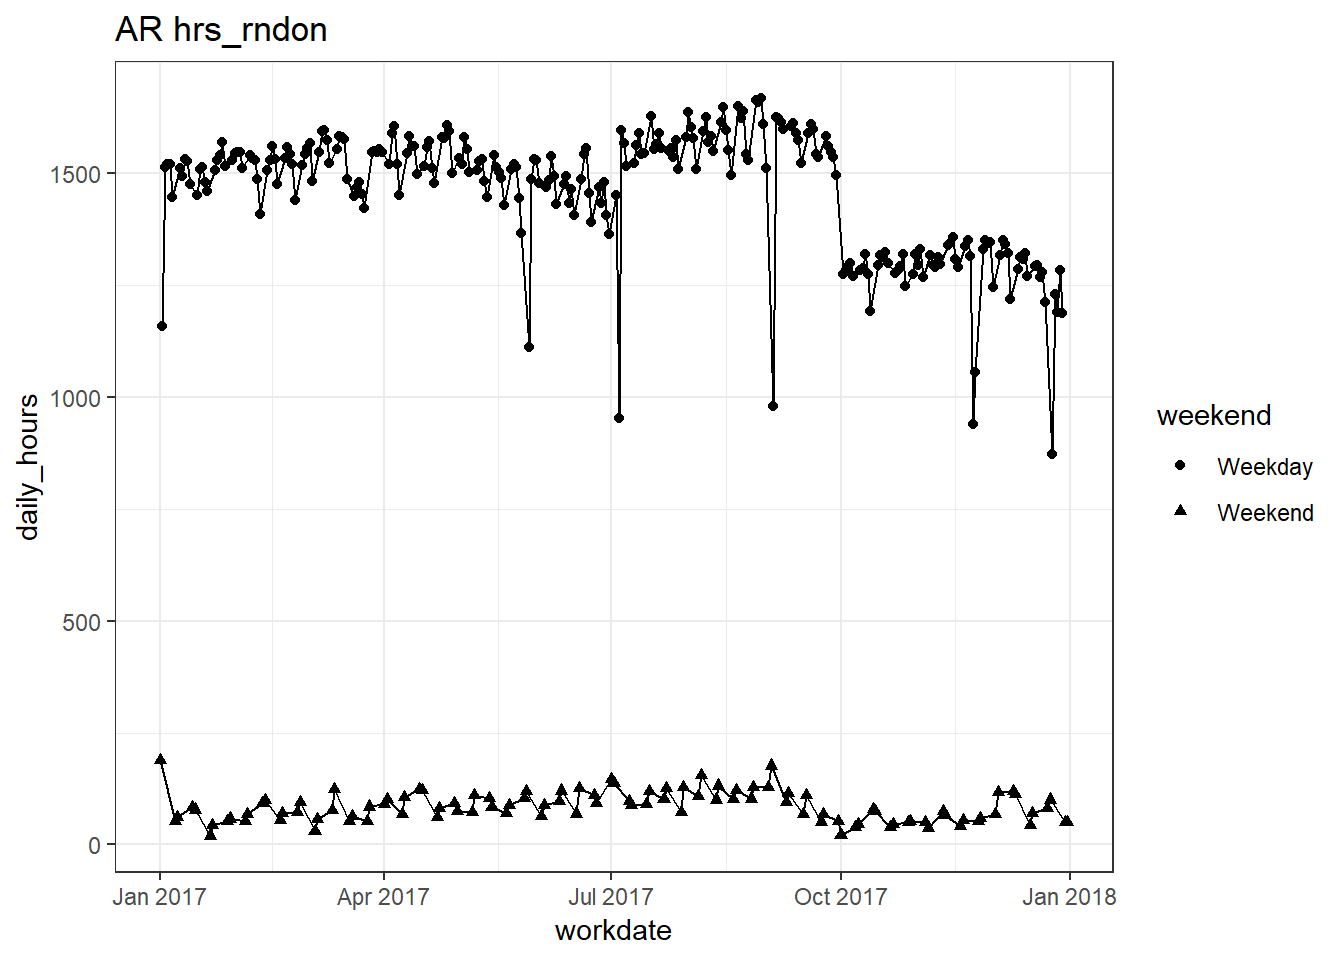 AR hrs_rndon
1500
1000
500
0
daily_hours
Jan 2017
Apr 2017
Jul 2017
Oct 2017
Jan 2018
workdate
weekend
Weekday
Weekend